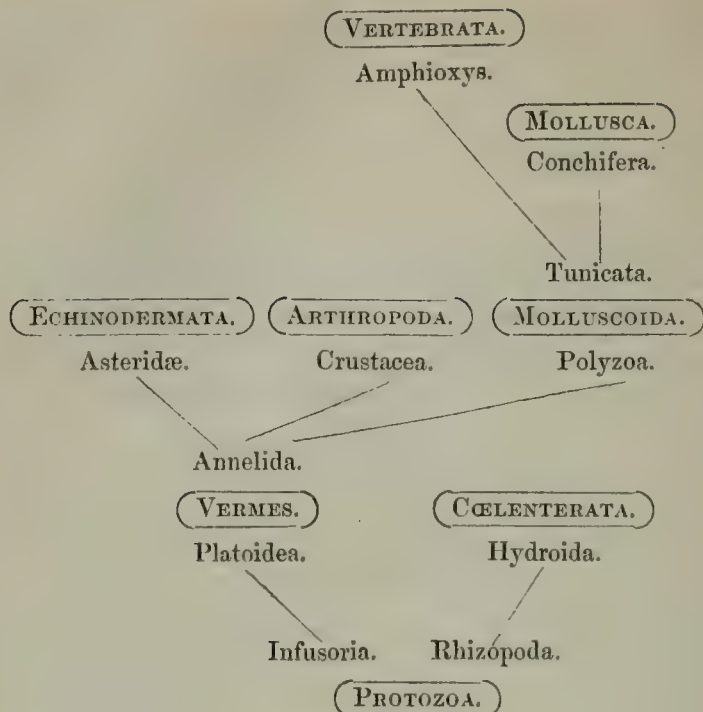 VERTEBRATA.
Amphioxys.
MOLLUSCA.
Conchifera.
Tunicata.
ECHINODERMATA. ARTHROPODA. MOLLUSCOIDA.
Asteridæ. Crustacea. Polyzoa.
Annelida.
VERMES. CŒLENTERATA.
Platoidea. Hydroida.
Infusoria. Rhizópoda.
PROTOZOA.